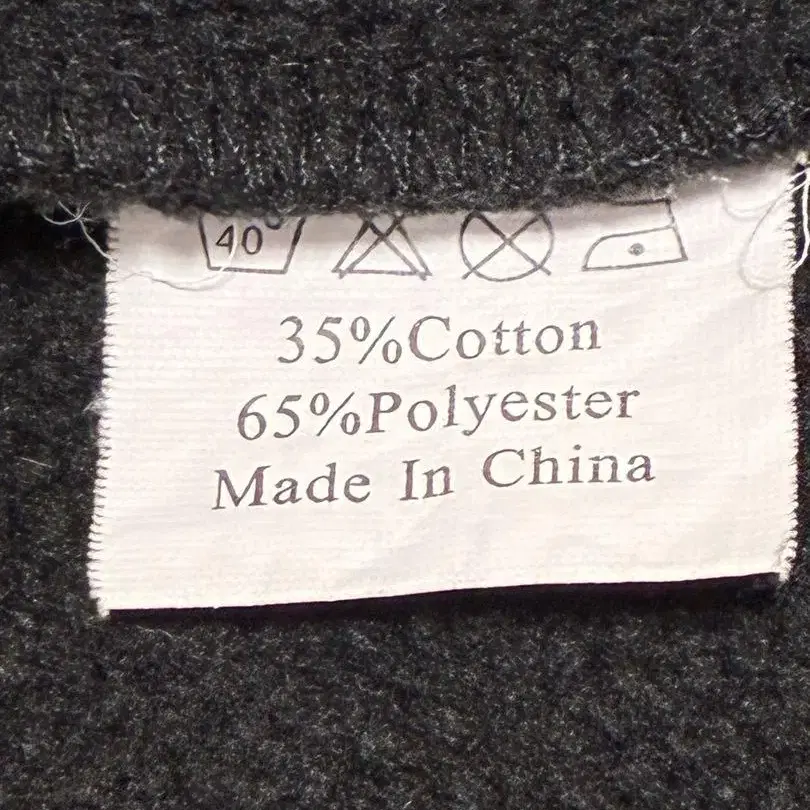 40°
35%Cotton
65%Polyester
Made In China